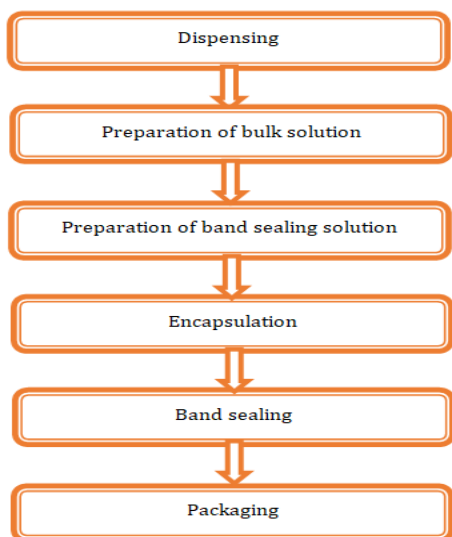 Dispensing
Preparation of bulk solution
Preparation of band sealing solution
Encapsulation
Band sealing
Packaging